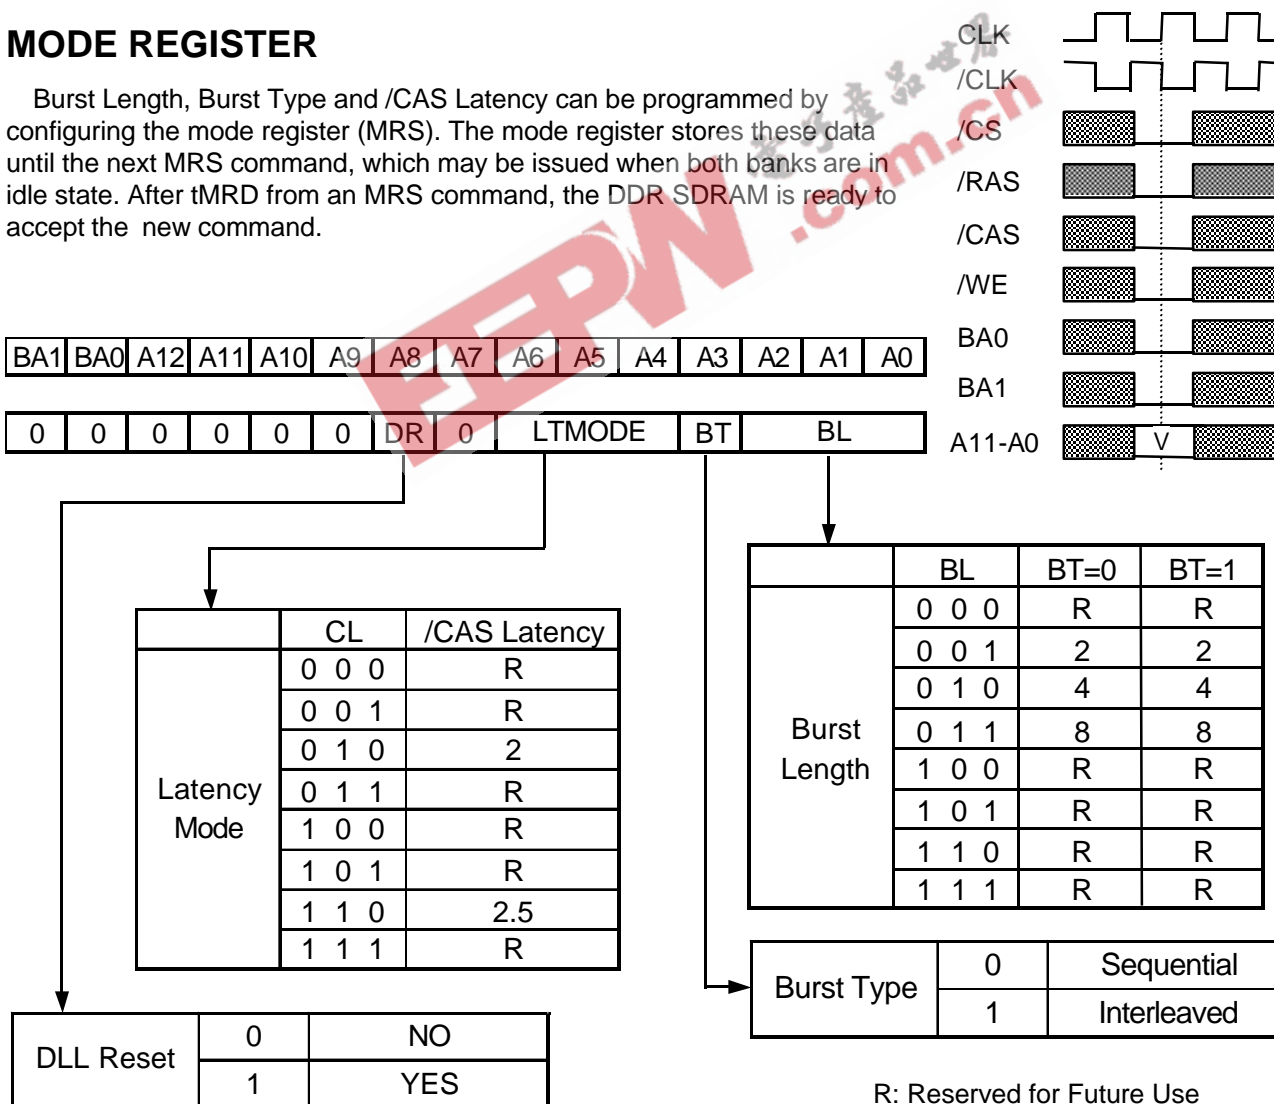 MODE REGISTER
Burst Length, Burst Type and /CAS Latency can be programmed by
configuring the mode register (MRS). The mode register stores these data
until the next MRS command, which may be issued when both banks are in
idle state. After tMRD from an MRS command, the DDR SDRAM is ready to
accept the new command.
CLK
/CLK
/CS
/RAS
/CAS
/WE
BA0
BA1
A11-A0 V
EEPW .com.cn
BA1 BA0 A12 A11 A10 A9 A8 A7 A6 A5 A4 A3 A2 A1 A0
0 0 0 0 0 0 DR 0 LTMODE BT BL
CL /CAS Latency
Latency Mode
0 0 0 R
0 0 1 R
0 1 0 2
0 1 1 R
1 0 0 R
1 0 1 R
1 1 0 2.5
1 1 1 R
BL BT=0 BT=1
Burst Length
0 0 0 R R
0 0 1 2 2
0 1 0 4 4
0 1 1 8 8
1 0 0 R R
1 0 1 R R
1 1 0 R R
1 1 1 R R
Burst Type
0 Sequential
1 Interleaved
DLL Reset
0 NO
1 YES
R: Reserved for Future Use